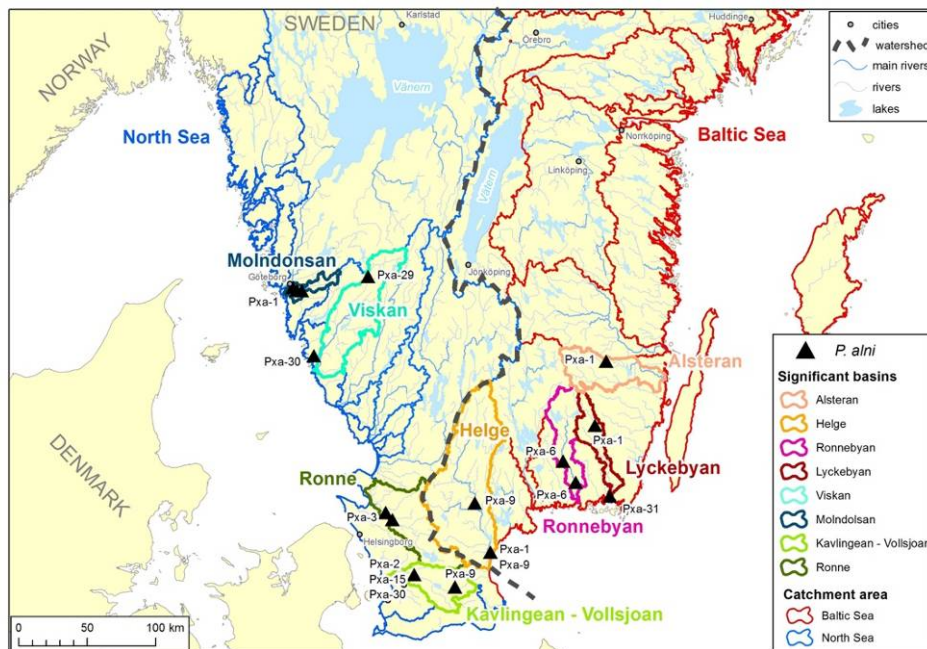 SWEDEN
Karlstad
Örebro
Huddinge
cities
watershed
main rivers
rivers
lakes
NORWAY
Vänern
North Sea
Baltic Sea
Norrköping
Linköping
Vättern
Molndonsan
Göteborg
Pxa-29
Jönköping
Pxa-1
Viskan
Pxa-30
Pxa-1
Alsteran
P. alni
Significant basins
Alsteran
Helge
Ronnebyan
Lyckebyan
Viskan
Molndolsan
Kavlingean - Vollsjoan
Ronne
Catchment area
Baltic Sea
North Sea
DENMARK
Helge
Pxa-1
Pxa-6
Lyckebyan
Ronne
Pxa-6
Pxa-31
Pxa-9
Ronnebyan
Pxa-3
Helsingborg
Pxa-1
Pxa-9
Pxa-2
Pxa-15
Pxa-30
Pxa-9
Kavlingean - Vollsjoan
0 50 100 km